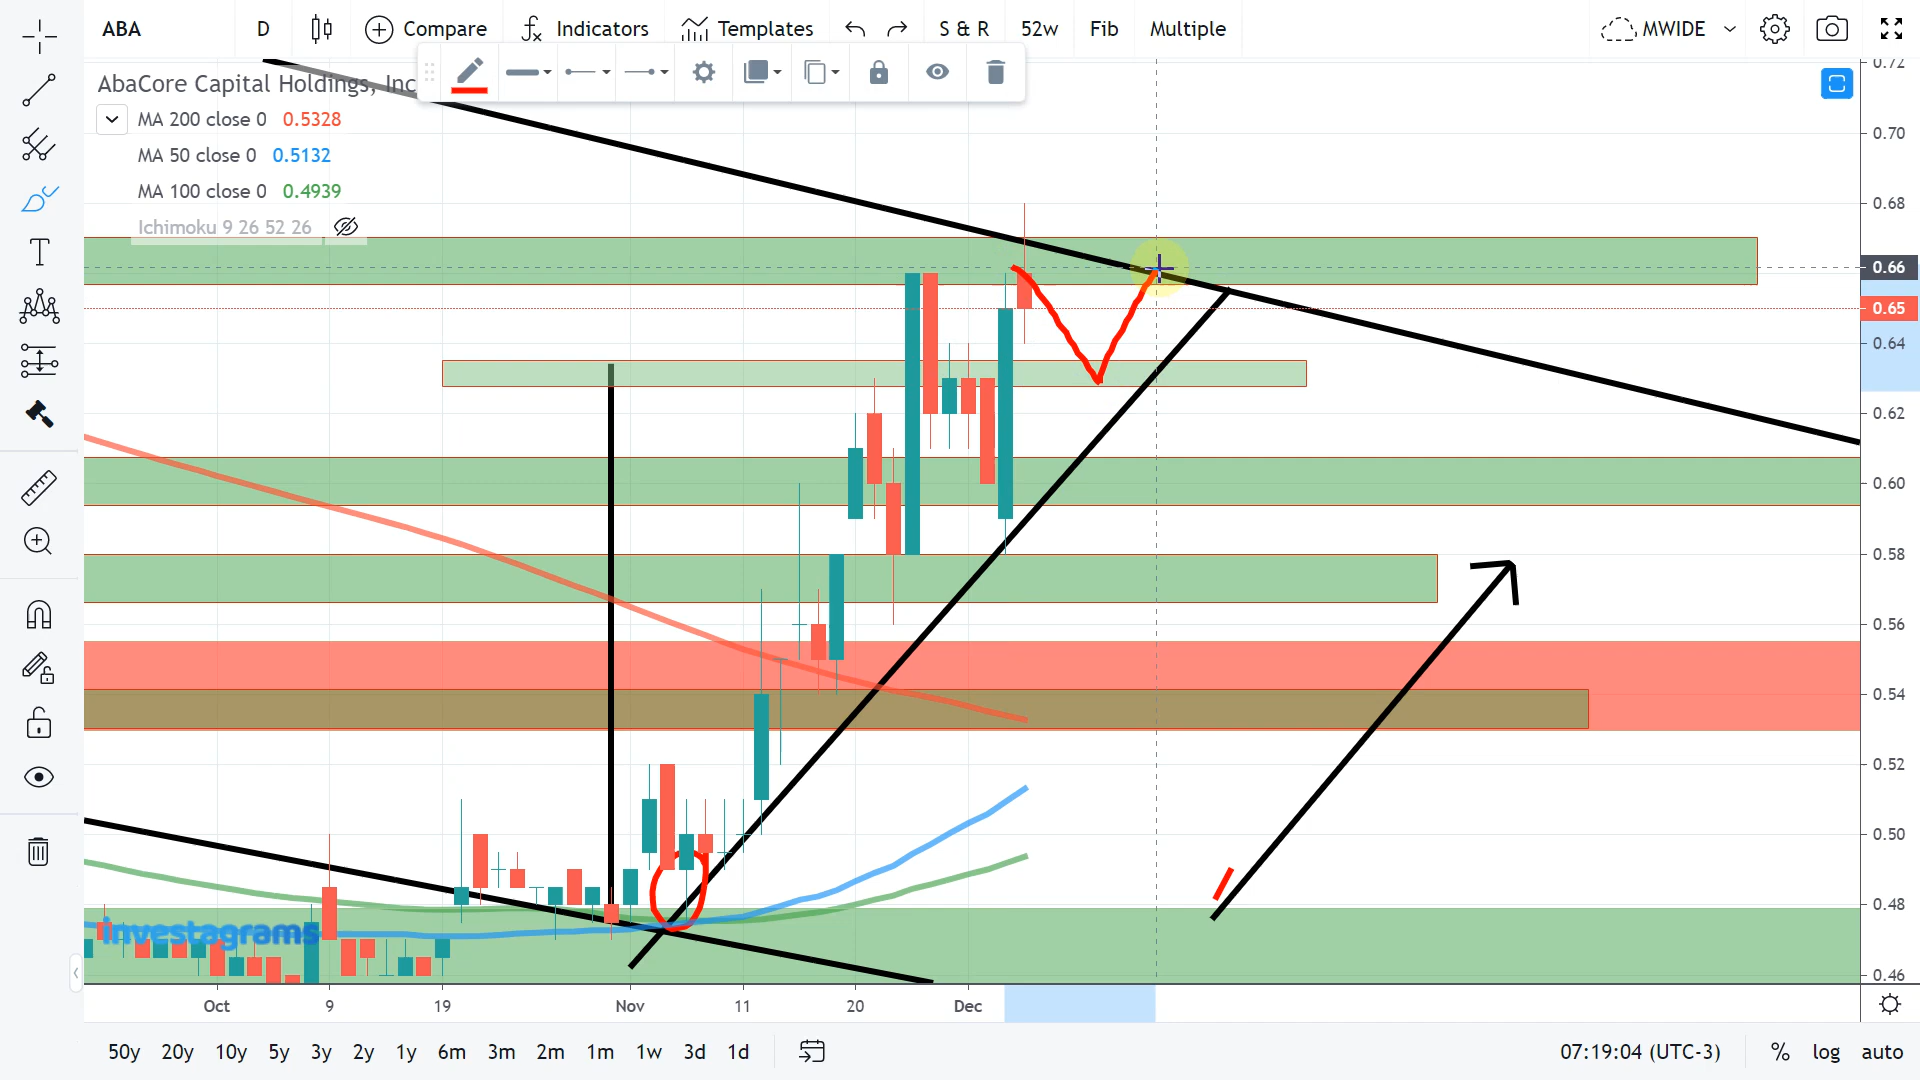 ABA D Compare Indicators Templates S & R 52w Fib Multiple MWIDE
AbaCore Capital Holdings, Inc
MA 200 close 0 0.5328
MA 50 close 0 0.5132
MA 100 close 0 0.4939
Ichimoku 9 26 52 26
0.72
0.70
0.68
0.66
0.65
0.64
0.62
0.60
0.58
0.56
0.54
0.52
0.50
0.48
0.46
investagrams
Oct 9 19 Nov 11 20 Dec
50y 20y 10y 5y 3y 2y 1y 6m 3m 2m 1m 1w 3d 1d 07:19:04 (UTC-3) % log auto